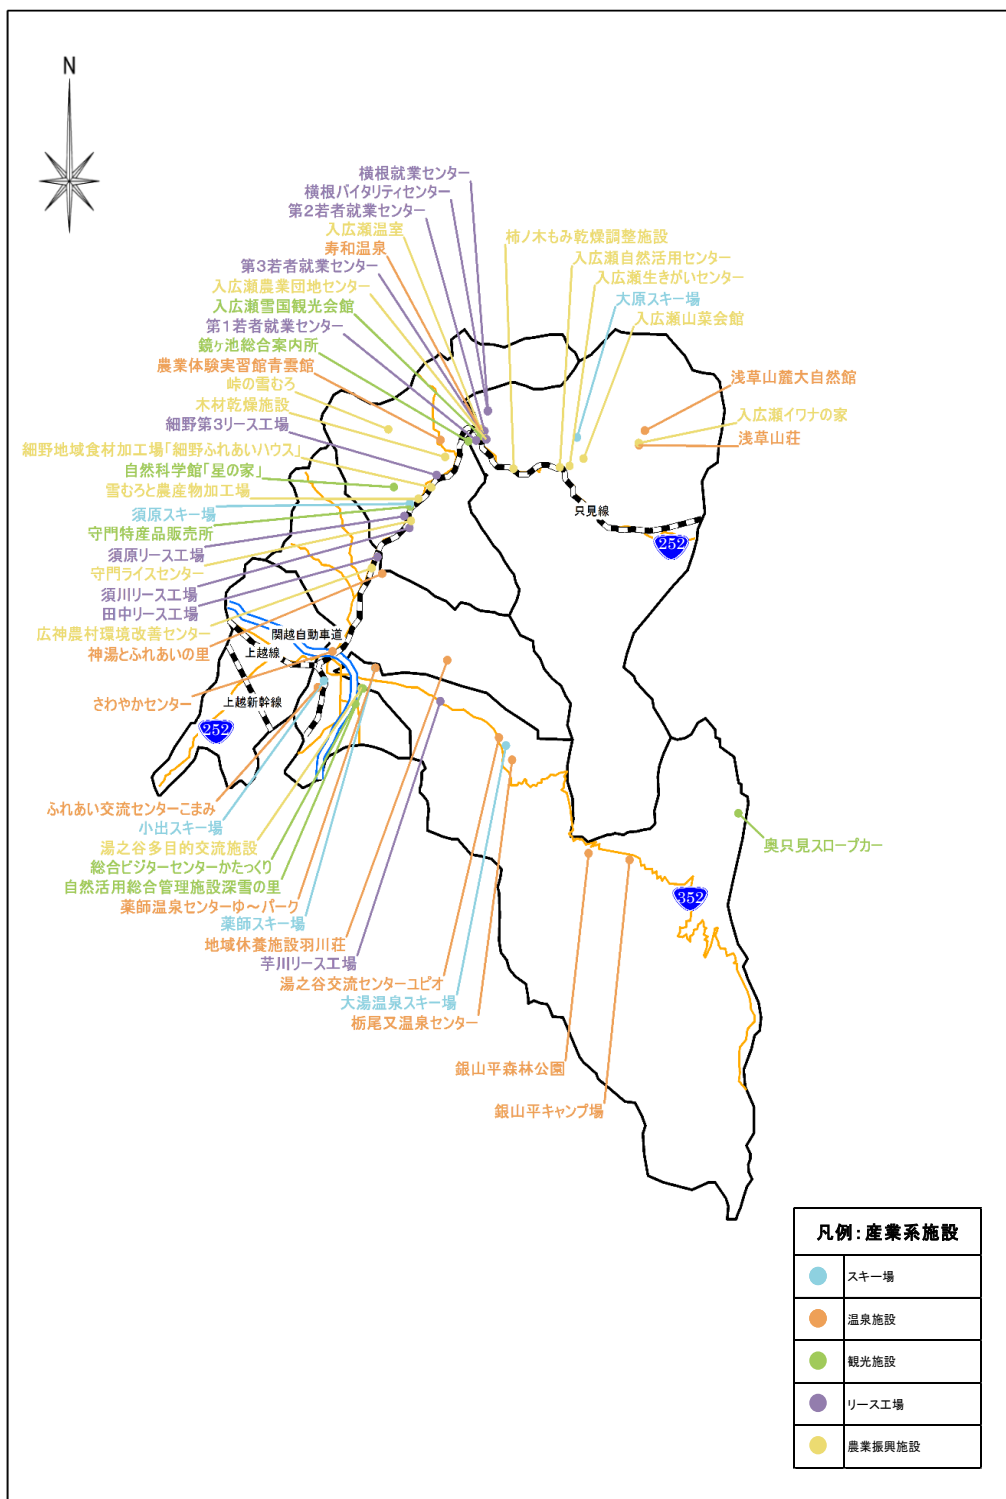 N
横根就業センター
横根バイタリティセンター
第2若者就業センター
入広瀬温室
寿和温泉
第3若者就業センター
入広瀬農業団地センター
入広瀬雪国観光会館
第1若者就業センター
鏡ヶ池総合案内所
農業体験実習館青雲館
峠の雪むろ
木材乾燥施設
細野第3リース工場
細野地域食材加工場｢細野ふれあいハウス｣
自然科学館｢星の家｣
雪むろと農産物加工場
須原スキー場
守門特産品販売所
須原リース工場
守門ライスセンター
須川リース工場
田中リース工場
広神農村環境改善センター
神湯とふれあいの里
さわやかセンター
柿ノ木もみ乾燥調整施設
入広瀬自然活用センター
入広瀬生きがいセンター
大原スキー場
入広瀬山菜会館
浅草山麓大自然館
入広瀬イワナの家
浅草山荘
只見線
252
関越自動車道
上越線
上越新幹線
252
ふれあい交流センターこまみ
小出スキー場
湯之谷多目的交流施設
総合ビジターセンターかたっくり
自然活用総合管理施設深雪の里
薬師温泉センターゆ～パーク
薬師スキー場
地域休養施設羽川荘
芋川リース工場
湯之谷交流センターユピオ
大湯温泉スキー場
栃尾又温泉センター
銀山平森林公園
銀山平キャンプ場
奥只見スロープカー
352
凡例：産業系施設
スキー場
温泉施設
観光施設
リース工場
農業振興施設